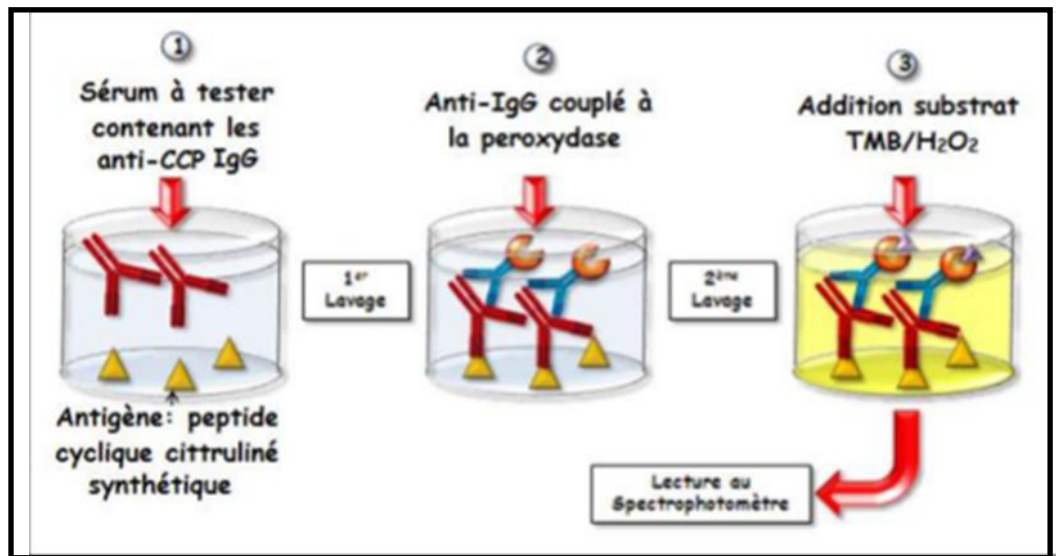 1
Sérum à tester
contenant les
anti-CCP IgG
2
Anti-IgG couplé à
la peroxydase
3
Addition substrat
TMB/H₂O₂
1er
Lavage
2ème
Lavage
Antigène: peptide
cyclique cittruliné
synthétique
Lecture au
Spectrophotomètre